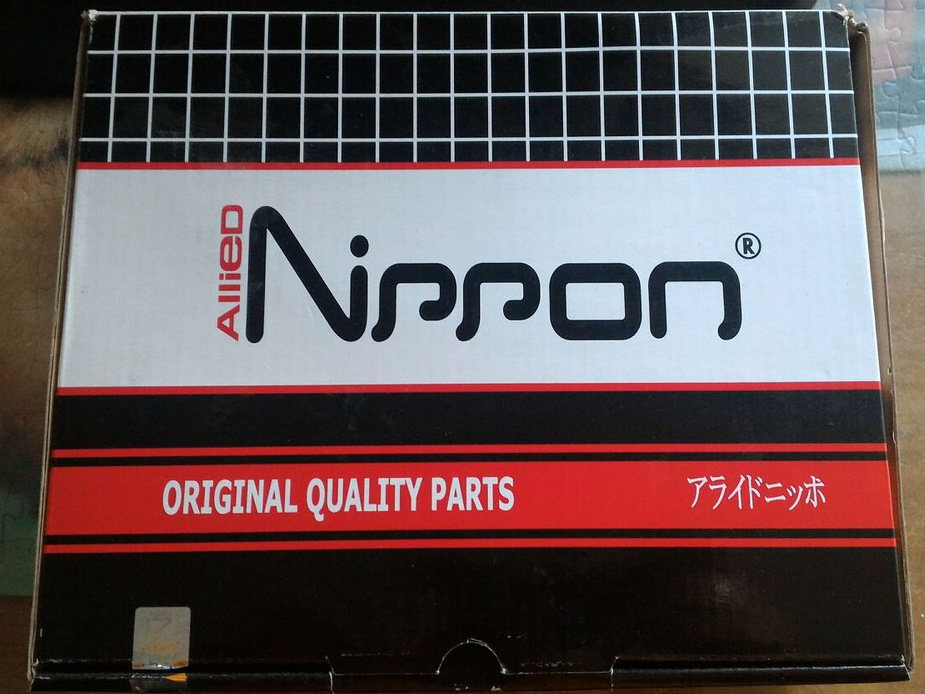 AlliED Nippon®
ORIGINAL QUALITY PARTS アライドニッポ